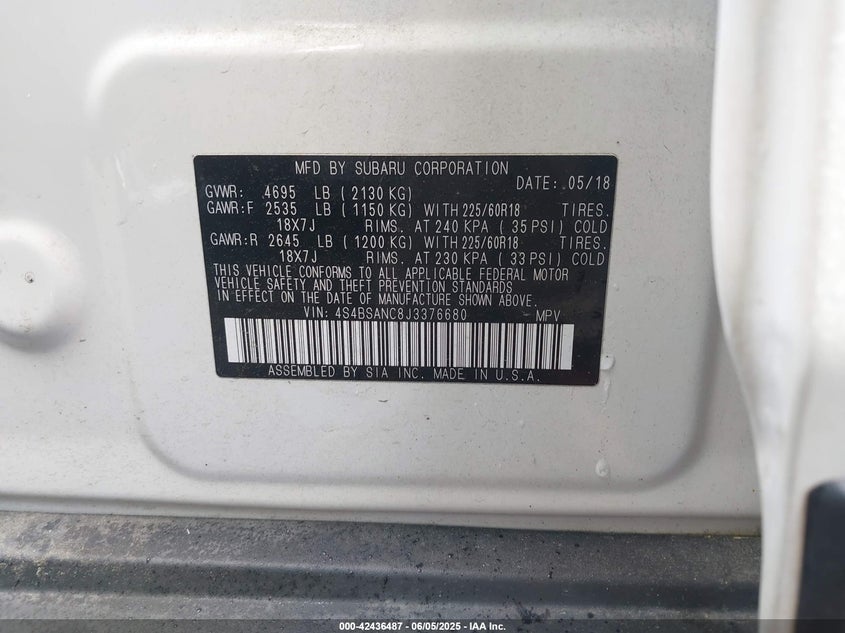 MFD BY SUBARU CORPORATION
DATE: 05/18
GVWR: 4695 LB ( 2130 KG)
GAWR:F 2535 LB ( 1150 KG) WITH 225/60R18 TIRES.
18X7J RIMS. AT 240 KPA ( 35 PSI) COLD
GAWR:R 2645 LB ( 1200 KG) WITH 225/60R18 TIRES.
18X7J RIMS. AT 230 KPA ( 33 PSI) COLD
THIS VEHICLE CONFORMS TO ALL APPLICABLE FEDERAL MOTOR
VEHICLE SAFETY AND THEFT PREVENTION STANDARDS
IN EFFECT ON THE DATE OF MANUFACTURE SHOWN ABOVE.
VIN: 4S4BSANC8J3376680 MPV
ASSEMBLED BY SIA INC. MADE IN U.S.A.
000-42436487 - 06/05/2025 - IAA Inc.